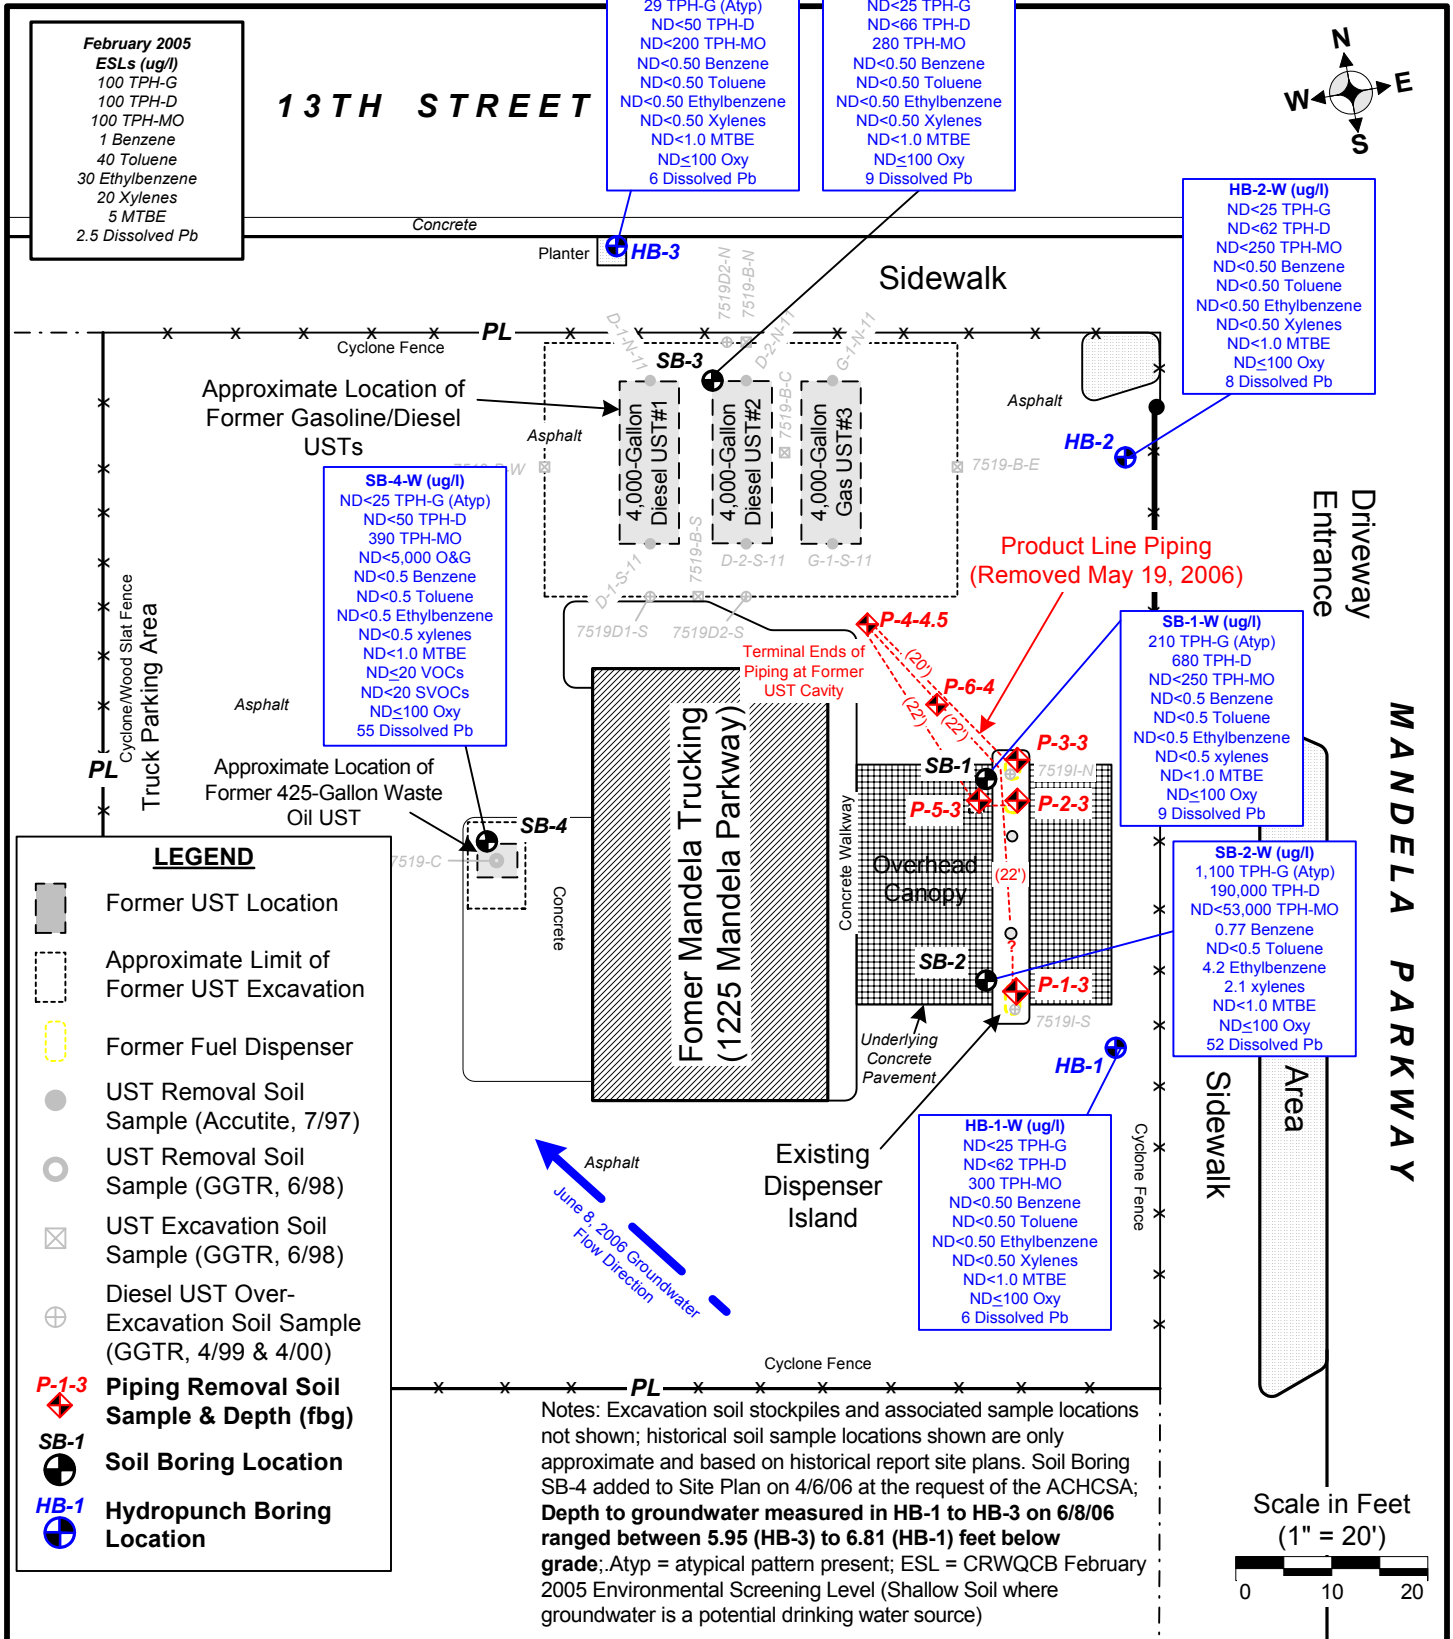 February 2005
ESLs (ug/l)
100 TPH-G
100 TPH-D
100 TPH-MO
1 Benzene
40 Toluene
30 Ethylbenzene
20 Xylenes
5 MTBE
2.5 Dissolved Pb
13TH STREET
29 TPH-G (Atyp)
ND<50 TPH-D
ND<200 TPH-MO
ND<0.50 Benzene
ND<0.50 Toluene
ND<0.50 Ethylbenzene
ND<0.50 Xylenes
ND<1.0 MTBE
ND≤100 Oxy
6 Dissolved Pb
ND<25 TPH-G
ND<66 TPH-D
280 TPH-MO
ND<0.50 Benzene
ND<0.50 Toluene
ND<0.50 Ethylbenzene
ND<0.50 Xylenes
ND<1.0 MTBE
ND≤100 Oxy
9 Dissolved Pb
N
W
E
S
HB-2-W (ug/l)
ND<25 TPH-G
ND<62 TPH-D
ND<250 TPH-MO
ND<0.50 Benzene
ND<0.50 Toluene
ND<0.50 Ethylbenzene
ND<0.50 Xylenes
ND<1.0 MTBE
ND≤100 Oxy
8 Dissolved Pb
Concrete
Planter
HB-3
Sidewalk
7519D2-N
7519-B-N
PL
Cyclone Fence
D-1-N-11
D-2-N-11
G-1-N-11
SB-3
Approximate Location of
Former Gasoline/Diesel
USTs
Asphalt
4,000-Gallon
Diesel UST#1
4,000-Gallon
Diesel UST#2
7519-B-C
4,000-Gallon
Gas UST#3
7519-B-E
Asphalt
HB-2
Driveway
Entrance
SB-4-W (ug/l)
ND<25 TPH-G (Atyp)
ND<50 TPH-D
390 TPH-MO
ND<5,000 O&G
ND<0.5 Benzene
ND<0.5 Toluene
ND<0.5 Ethylbenzene
ND<0.5 xylenes
ND<1.0 MTBE
ND≤20 VOCs
ND<20 SVOCs
ND≤100 Oxy
55 Dissolved Pb
D-1-S-11
7519-B-S
D-2-S-11
G-1-S-11
7519D1-S
7519D2-S
Product Line Piping
(Removed May 19, 2006)
P-4-4.5
Terminal Ends of
Piping at Former
UST Cavity
(20')
P-6-4
(22')
(22')
SB-1-W (ug/l)
210 TPH-G (Atyp)
680 TPH-D
ND<250 TPH-MO
ND<0.5 Benzene
ND<0.5 Toluene
ND<0.5 Ethylbenzene
ND<0.5 xylenes
ND<1.0 MTBE
ND≤100 Oxy
9 Dissolved Pb
PL
Cyclone/Wood Slat Fence
Truck Parking Area
Asphalt
Approximate Location of
Former 425-Gallon Waste
Oil UST
SB-4
7519-C
Concrete
Fomer Mandela Trucking
(1225 Mandela Parkway)
Concrete Walkway
SB-1
P-3-3
7519I-N
P-5-3
P-2-3
Overhead
Canopy
(22')
?
SB-2
P-1-3
7519I-S
Underlying
Concrete
Pavement
HB-1
SB-2-W (ug/l)
1,100 TPH-G (Atyp)
190,000 TPH-D
ND<53,000 TPH-MO
0.77 Benzene
ND<0.5 Toluene
4.2 Ethylbenzene
2.1 xylenes
ND<1.0 MTBE
ND≤100 Oxy
52 Dissolved Pb
MANDELA PARKWAY
Area
Sidewalk
Cyclone Fence
HB-1-W (ug/l)
ND<25 TPH-G
ND<62 TPH-D
300 TPH-MO
ND<0.50 Benzene
ND<0.50 Toluene
ND<0.50 Ethylbenzene
ND<0.50 Xylenes
ND<1.0 MTBE
ND≤100 Oxy
6 Dissolved Pb
Existing
Dispenser
Island
Asphalt
June 8, 2006 Groundwater
Flow Direction
LEGEND
Former UST Location
Approximate Limit of
Former UST Excavation
Former Fuel Dispenser
UST Removal Soil
Sample (Accutite, 7/97)
UST Removal Soil
Sample (GGTR, 6/98)
UST Excavation Soil
Sample (GGTR, 6/98)
Diesel UST Over-
Excavation Soil Sample
(GGTR, 4/99 & 4/00)
P-1-3
Piping Removal Soil
Sample & Depth (fbg)
SB-1
Soil Boring Location
HB-1
Hydropunch Boring
Location
Cyclone Fence
PL
Notes: Excavation soil stockpiles and associated sample locations
not shown; historical soil sample locations shown are only
approximate and based on historical report site plans. Soil Boring
SB-4 added to Site Plan on 4/6/06 at the request of the ACHCSA;
Depth to groundwater measured in HB-1 to HB-3 on 6/8/06
ranged between 5.95 (HB-3) to 6.81 (HB-1) feet below
grade;.Atyp = atypical pattern present; ESL = CRWQCB February
2005 Environmental Screening Level (Shallow Soil where
groundwater is a potential drinking water source)
Scale in Feet
(1" = 20')
0 10 20